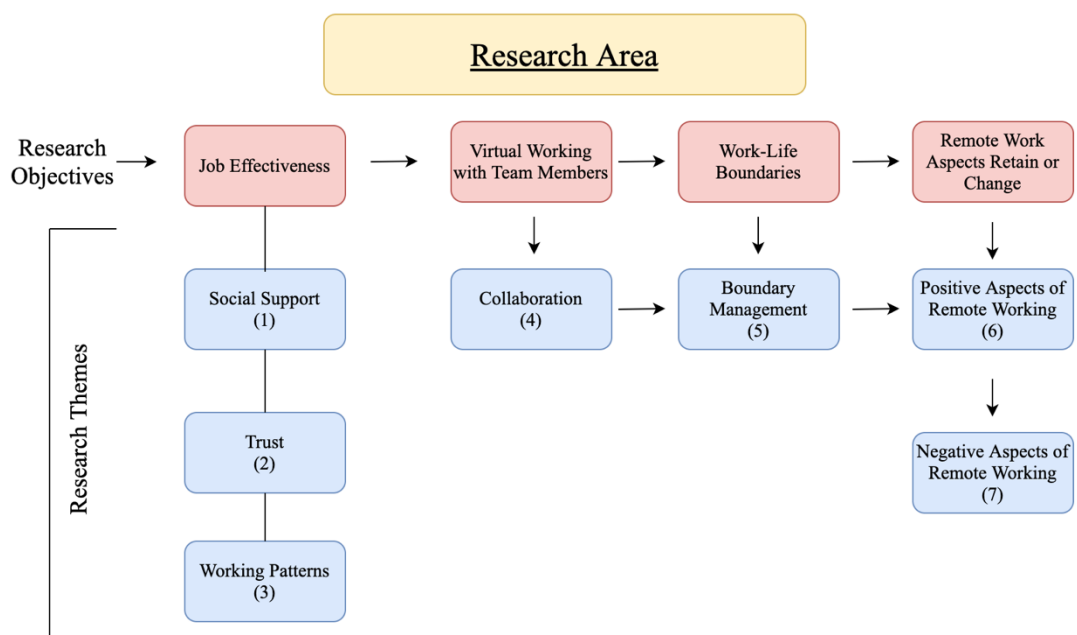 Research Area
Research
Objectives
Job Effectiveness
Virtual Working
with Team Members
Work-Life
Boundaries
Remote Work
Aspects Retain or
Change
Research Themes
Social Support
(1)
Collaboration
(4)
Boundary
Management
(5)
Positive Aspects of
Remote Working
(6)
Trust
(2)
Negative Aspects of
Remote Working
(7)
Working Patterns
(3)